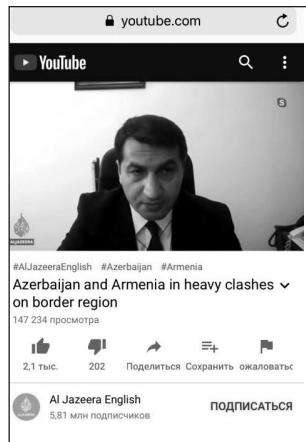 youtube.com
YouTube
ALJAZEERA
#AlJazeeraEnglish #Azerbaijan #Armenia
Azerbaijan and Armenia in heavy clashes
on border region
147 234 просмотра
2,1 тыс. 202 Поделиться Сохранить ожаловатьс
Al Jazeera English
5,81 млн подписчиков
ПОДПИСАТЬСЯ